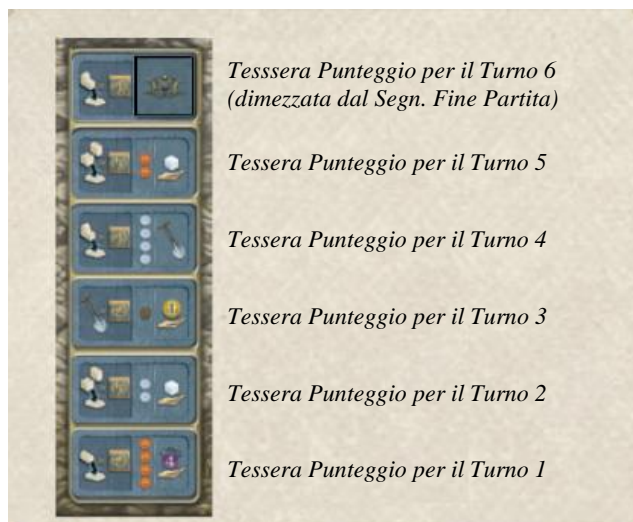 Tesssera Punteggio per il Turno 6
(dimezzata dal Segn. Fine Partita)
Tessera Punteggio per il Turno 5
Tessera Punteggio per il Turno 4
Tessera Punteggio per il Turno 3
Tessera Punteggio per il Turno 2
Tessera Punteggio per il Turno 1